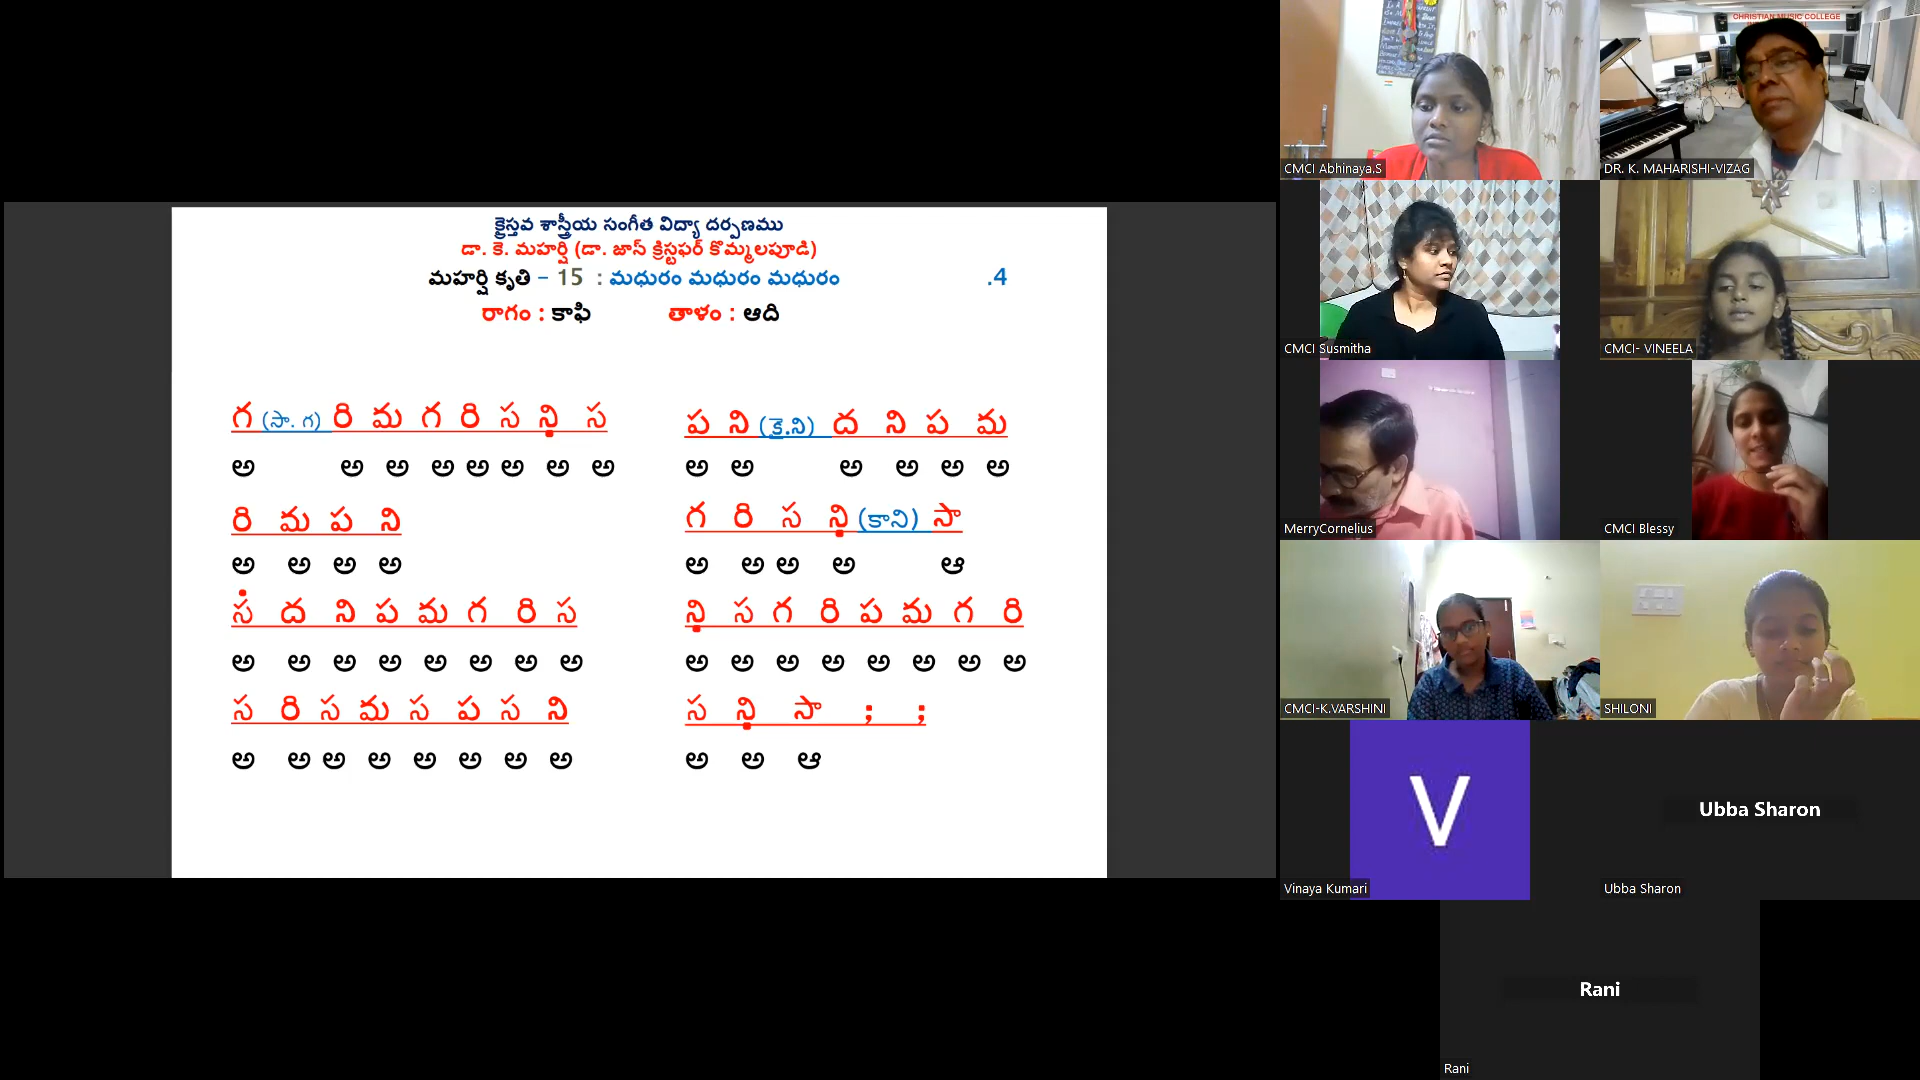 క్రైస్తవ శాస్త్రీయ సంగీత విద్యా దర్పణము
డా. కె. మహర్షి (డా. జాస్ క్రిస్టఫర్ కొమ్మలపూడి)
మహర్షి కృతి – 15 : మధురం మధురం మధురం .4
రాగం : కాఫి తాళం : ఆది
గ (సా. గ) రి మ గ రి స ని̣ స ప ని (కై.ని) ద ని ప మ
అ అ అ అ అ అ అ అ అ అ అ అ అ అ
రి మ ప ని గ రి స ని̣ (కాని) సా
అ అ అ అ అ అ అ అ ఆ
స̇ ద ని ప మ గ రి స ని̣ స గ రి ప మ గ రి
అ అ అ అ అ అ అ అ అ అ అ అ అ అ అ అ
స రి స మ స ప స ని స ని̣ సా ; ;
అ అ అ అ అ అ అ అ అ అ ఆ
CHRISTIAN MUSIC COLLEGE
CMCI Abhinaya.S
DR. K. MAHARISHI-VIZAG
CMCI Susmitha
CMCI- VINEELA
MerryCornelius
CMCI Blessy
CMCI-K.VARSHINI
SHILONI
V
Vinaya Kumari
Ubba Sharon
Ubba Sharon
Rani
Rani